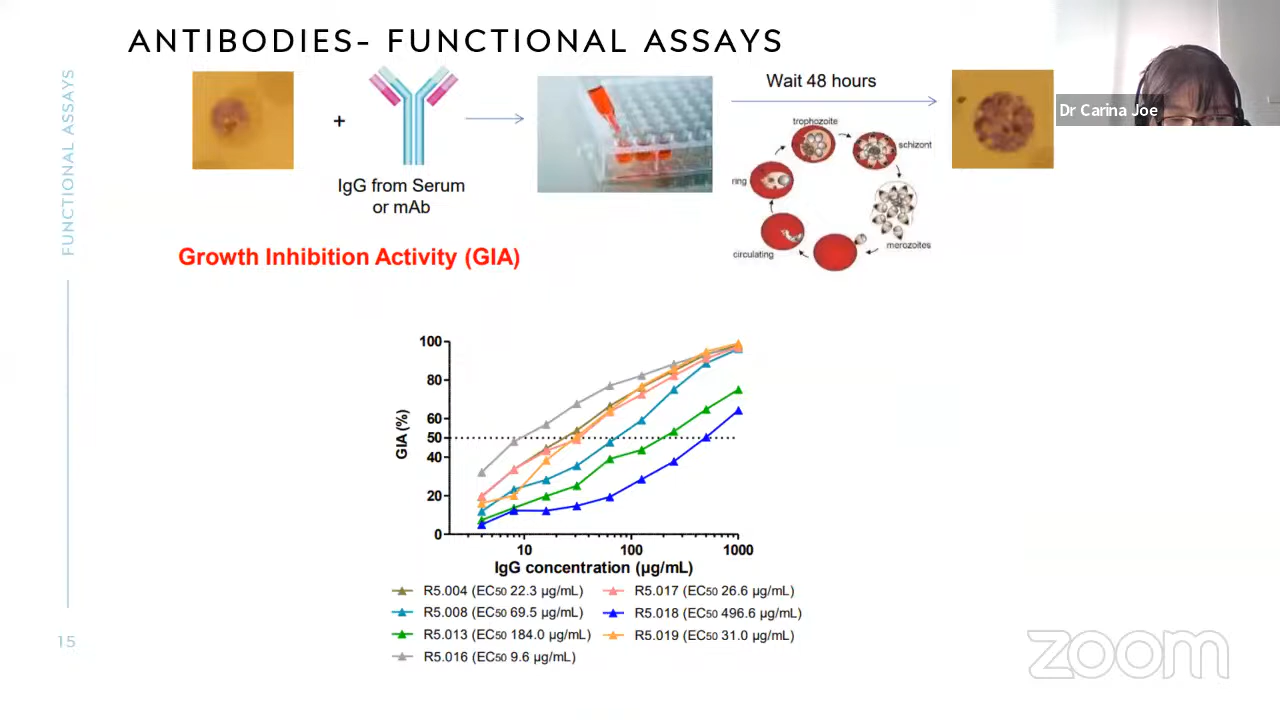 ANTIBODIES- FUNCTIONAL ASSAYS
FUNCTIONAL ASSAYS
Wait 48 hours
Dr Carina Joe
+
IgG from Serum
or mAb
trophozoite
schizont
ring
merozoites
circulating
Growth Inhibition Activity (GIA)
100
80
60
50
40
20
0
GIA (%)
10
100
1000
IgG concentration (µg/mL)
R5.004 (EC50 22.3 µg/mL)
R5.017 (EC50 26.6 µg/mL)
R5.008 (EC50 69.5 µg/mL)
R5.018 (EC50 496.6 µg/mL)
R5.013 (EC50 184.0 µg/mL)
R5.019 (EC50 31.0 µg/mL)
R5.016 (EC50 9.6 µg/mL)
15
zoom